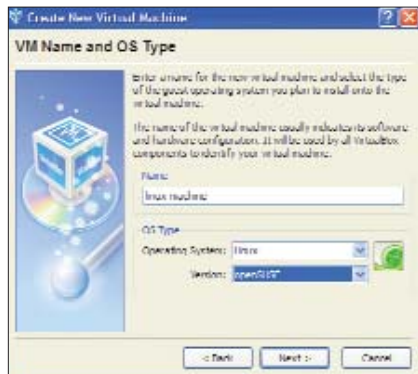 Create New Virtual Machine
VM Name and OS Type
Enter a name for the new virtual machine and select the type
of the guest operating system you plan to install onto the
virtual machine.
The name of the virtual machine usually indicates its software
and hardware configuration. It will be used by all VirtualBox
components to identify your virtual machine.
Name
linux machine
OS Type
Operating System: Linux
Version: openSUSE
< Back Next > Cancel